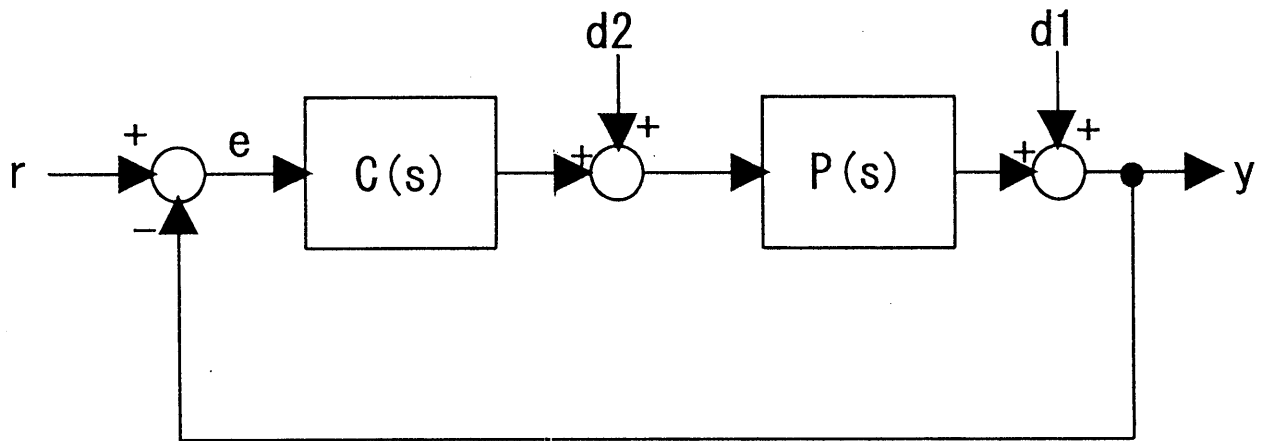 d2 d1
+ e + + + +
r C(s) P(s) y
−